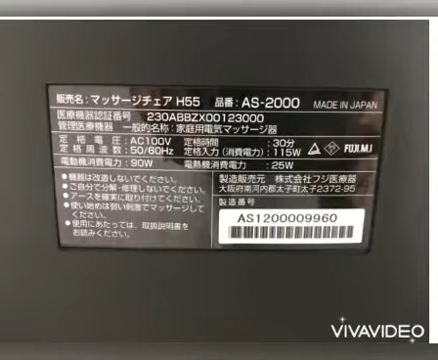 販売名：マッサージチェア H55 品番：AS-2000 MADE IN JAPAN
医療機器認証番号 230ABBZX00123000
管理医療機器 一般的名称：家庭用電気マッサージ器
定格電圧：AC100V 定格時間：30分
定格周波数：50/60Hz 定格入力（消費電力）：115W FUJI.M.I
電動機消費電力：90W 電熱機消費電力：25W
●機器は改造しないでください。
●ご自分で分解・修理しないでください。
●アースを確実に取り付けてください。
●使い始めは弱い刺激でマッサージして
ください。
●使用にあたっては、取扱説明書を
お読みください。
製造販売元 株式会社フジ医療器
大阪府南河内郡太子町太子2372-95
製造番号
AS1200009960
VIVAVIDEO